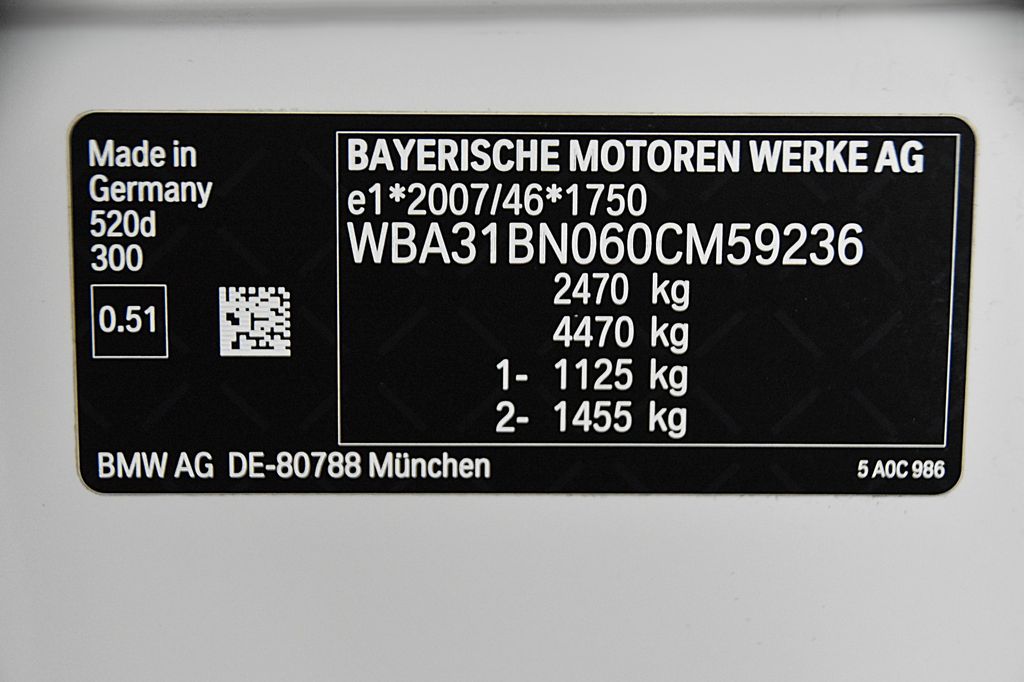 Made in
Germany
520d
300
0.51
BAYERISCHE MOTOREN WERKE AG
e1*2007/46*1750
WBA31BN060CM59236
2470 kg
4470 kg
1- 1125 kg
2- 1455 kg
BMW AG DE-80788 München
5 A0C 986